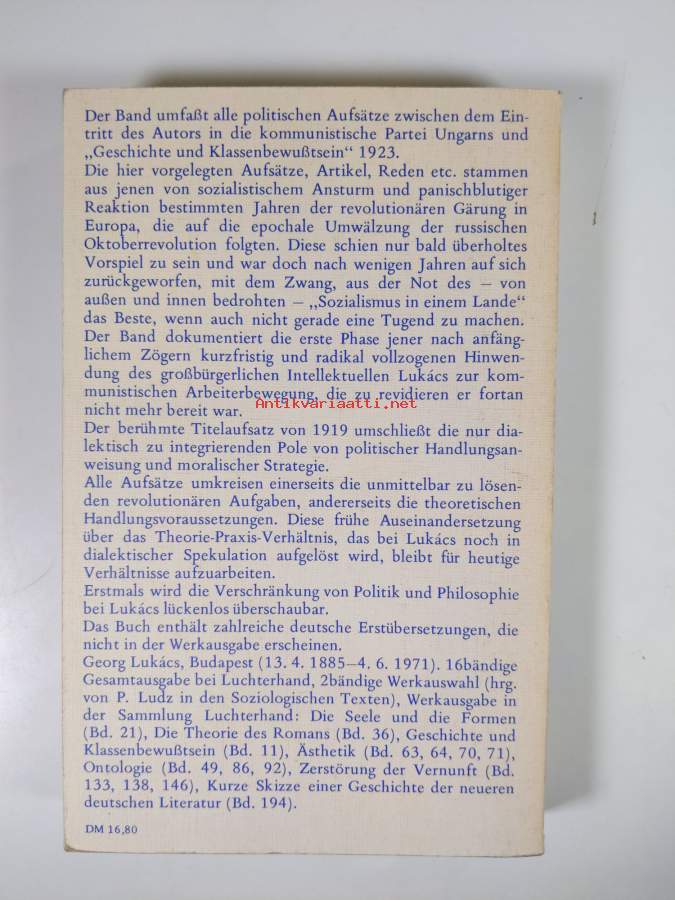 Der Band umfaßt alle politischen Aufsätze zwischen dem Ein-
tritt des Autors in die kommunistische Partei Ungarns und
„Geschichte und Klassenbewußtsein“ 1923.
Die hier vorgelegten Aufsätze, Artikel, Reden etc. stammen
aus jenen von sozialistischem Ansturm und panischblutiger
Reaktion bestimmten Jahren der revolutionären Gärung in
Europa, die auf die epochale Umwälzung der russischen
Oktoberrevolution folgten. Diese schien nur bald überholtes
Vorspiel zu sein und war doch nach wenigen Jahren auf sich
zurückgeworfen, mit dem Zwang, aus der Not des – von
außen und innen bedrohten – „Sozialismus in einem Lande“
das Beste, wenn auch nicht gerade eine Tugend zu machen.
Der Band dokumentiert die erste Phase jener nach anfäng-
lichem Zögern kurzfristig und radikal vollzogenen Hinwen-
dung des großbürgerlichen Intellektuellen Lukács zur kom-
munistischen Arbeiterbewegung, die zu revidieren er fortan
Antikvariaatti.net
nicht mehr bereit war.
Der berühmte Titelaufsatz von 1919 umschließt die nur dia-
lektisch zu integrierenden Pole von politischer Handlungsan-
weisung und moralischer Strategie.
Alle Aufsätze umkreisen einerseits die unmittelbar zu lösen-
den revolutionären Aufgaben, andererseits die theoretischen
Handlungsvoraussetzungen. Diese frühe Auseinandersetzung
über das Theorie-Praxis-Verhältnis, das bei Lukács noch in
dialektischer Spekulation aufgelöst wird, bleibt für heutige
Verhältnisse aufzuarbeiten.
Erstmals wird die Verschränkung von Politik und Philosophie
bei Lukács lückenlos überschaubar.
Das Buch enthält zahlreiche deutsche Erstübersetzungen, die
nicht in der Werkausgabe erscheinen.
Georg Lukács, Budapest (13. 4. 1885–4. 6. 1971). 16bändige
Gesamtausgabe bei Luchterhand, 2bändige Werkauswahl (hrg.
von P. Ludz in den Soziologischen Texten), Werkausgabe in
der Sammlung Luchterhand: Die Seele und die Formen
(Bd. 21), Die Theorie des Romans (Bd. 36), Geschichte und
Klassenbewußtsein (Bd. 11), Ästhetik (Bd. 63, 64, 70, 71),
Ontologie (Bd. 49, 86, 92), Zerstörung der Vernunft (Bd.
133, 138, 146), Kurze Skizze einer Geschichte der neueren
deutschen Literatur (Bd. 194).
DM 16,80